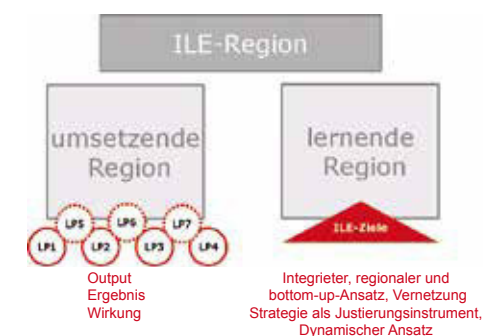 ILE-Region
umsetzende
Region
lernende
Region
LP5 LP6 LP7
LP1 LP2 LP3 LP4
ILE-Ziele
Output
Ergebnis
Wirkung
Integrieter, regionaler und
bottom-up-Ansatz, Vernetzung
Strategie als Justierungsinstrument,
Dynamischer Ansatz